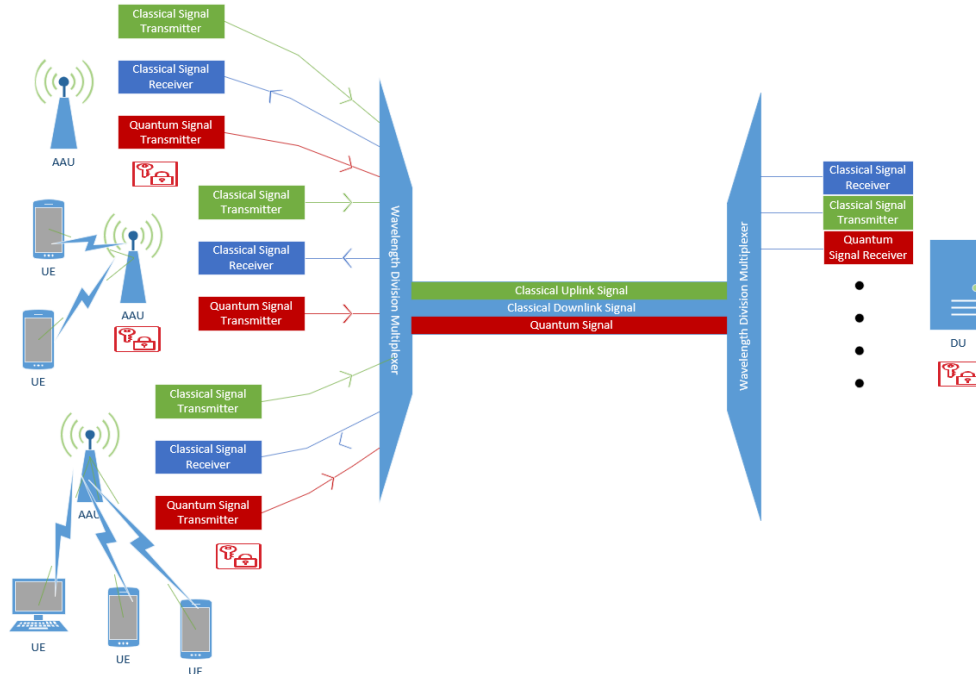 Classical Signal
Transmitter
Classical Signal
Receiver
Quantum Signal
Transmitter
AAU
Classical Signal
Transmitter
Classical Signal
Receiver
Quantum Signal
Transmitter
UE
AAU
UE
Classical Signal
Transmitter
Classical Signal
Receiver
Quantum Signal
Transmitter
AAU
UE
UE
UE
Wavelength Division Multiplexer
Classical Uplink Signal
Classical Downlink Signal
Quantum Signal
Wavelength Division Multiplexer
Classical Signal
Receiver
Classical Signal
Transmitter
Quantum
Signal Receiver
DU